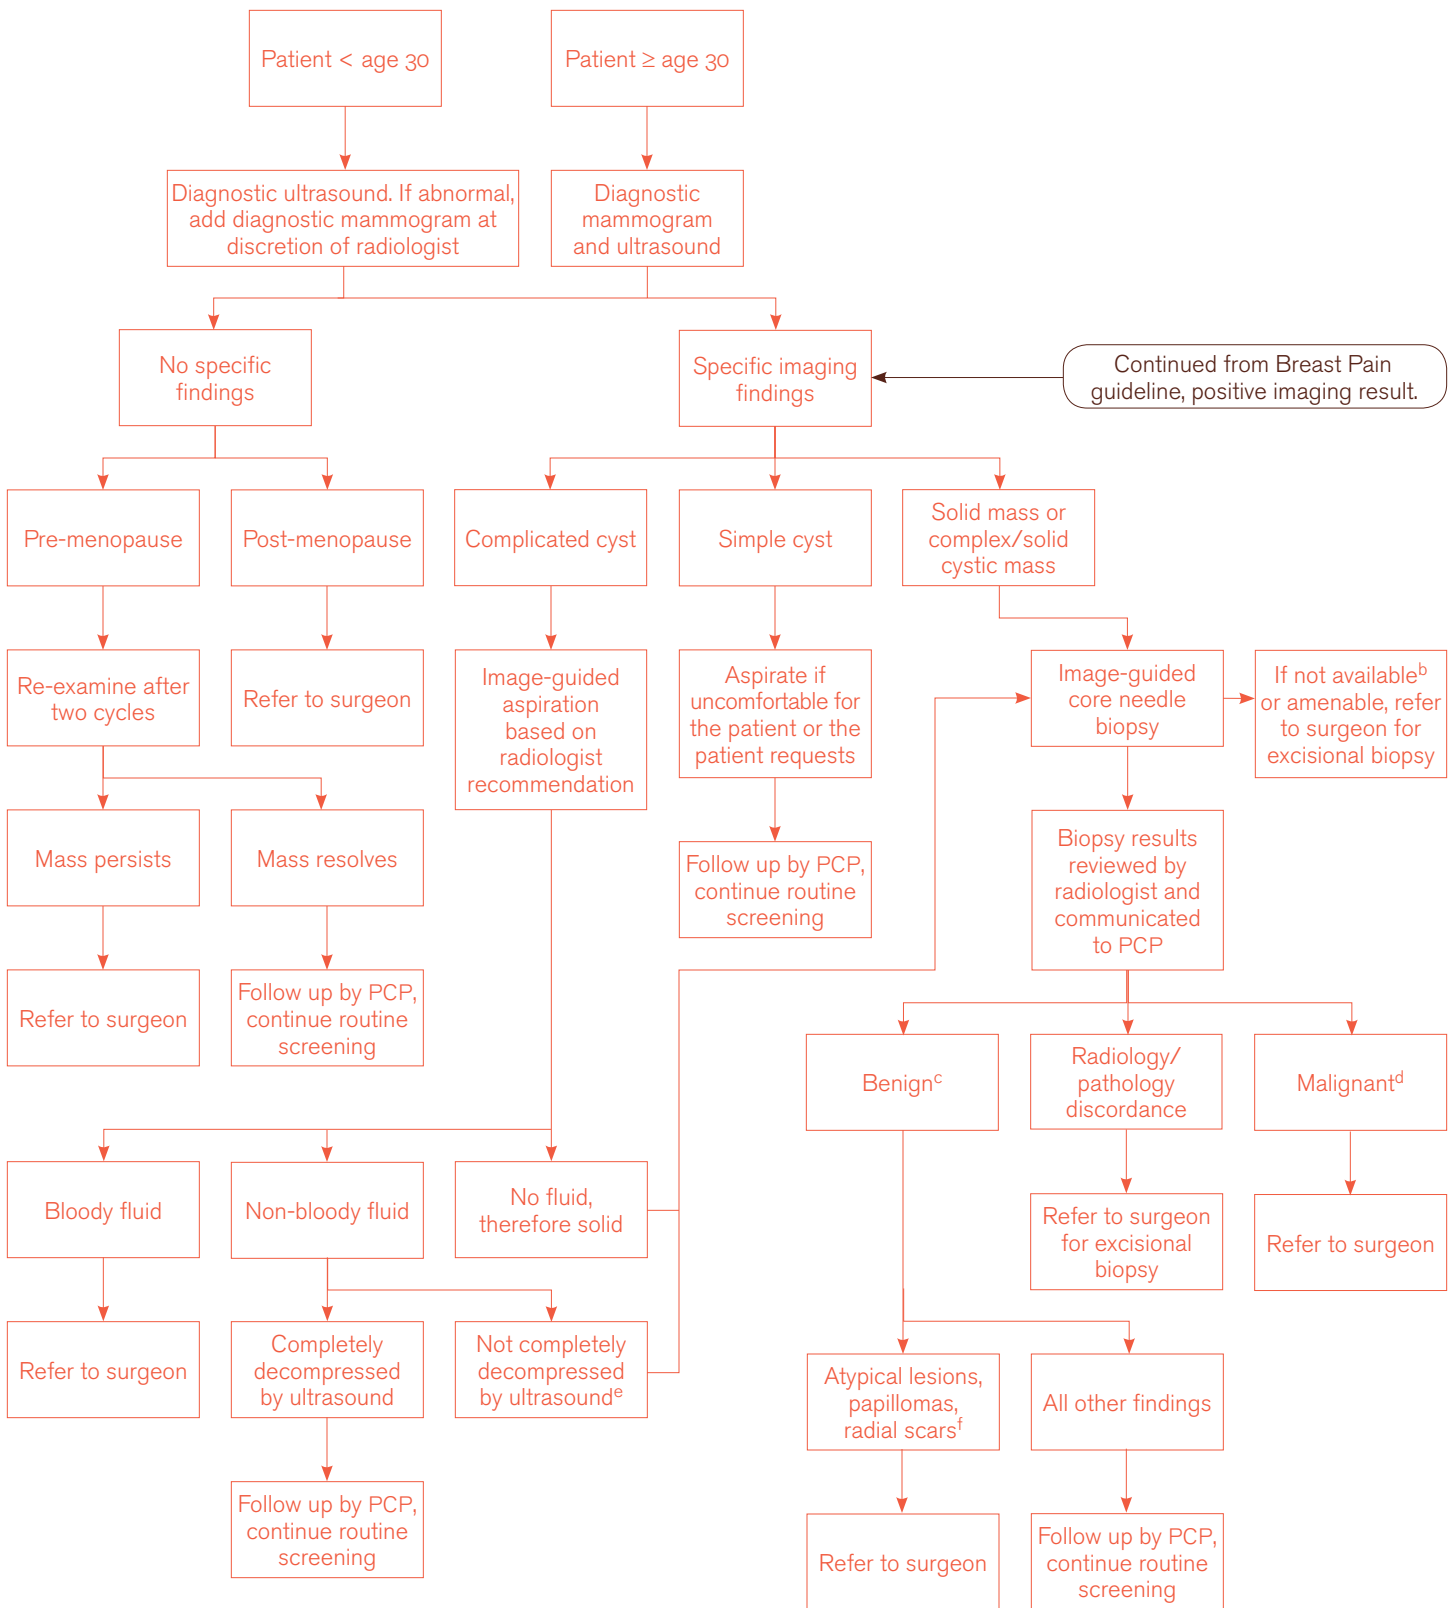 Patient < age 30
Patient ≥ age 30
Diagnostic ultrasound. If abnormal,
add diagnostic mammogram at
discretion of radiologist
Diagnostic
mammogram
and ultrasound
No specific
findings
Specific imaging
findings
Continued from Breast Pain
guideline, positive imaging result.
Pre-menopause
Post-menopause
Complicated cyst
Simple cyst
Solid mass or
complex/solid
cystic mass
Re-examine after
two cycles
Refer to surgeon
Image-guided
aspiration
based on
radiologist
recommendation
Aspirate if
uncomfortable for
the patient or the
patient requests
Image-guided
core needle
biopsy
If not availableᵇ
or amenable, refer
to surgeon for
excisional biopsy
Mass persists
Mass resolves
Follow up by PCP,
continue routine
screening
Biopsy results
reviewed by
radiologist and
communicated
to PCP
Refer to surgeon
Follow up by PCP,
continue routine
screening
Benignᶜ
Radiology/
pathology
discordance
Malignantᵈ
Bloody fluid
Non-bloody fluid
No fluid,
therefore solid
Refer to surgeon
for excisional
biopsy
Refer to surgeon
Refer to surgeon
Completely
decompressed
by ultrasound
Not completely
decompressed
by ultrasoundᵉ
Atypical lesions,
papillomas,
radial scarsᶠ
All other findings
Follow up by PCP,
continue routine
screening
Refer to surgeon
Follow up by PCP,
continue routine
screening